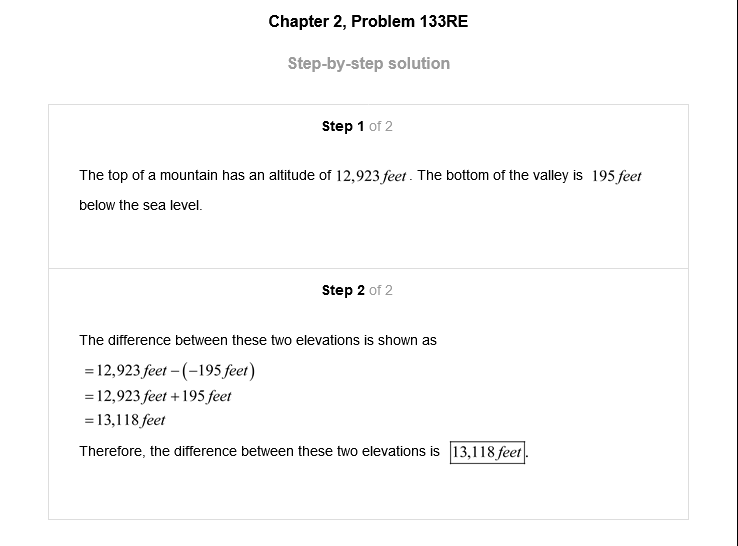 Chapter 2, Problem 133RE
Step-by-step solution
Step 1 of 2
The top of a mountain has an altitude of 12,923 feet. The bottom of the valley is 195 feet
below the sea level.
Step 2 of 2
The difference between these two elevations is shown as
=12,923 feet −(−195 feet)
=12,923 feet +195 feet
=13,118 feet
Therefore, the difference between these two elevations is 13,118 feet.